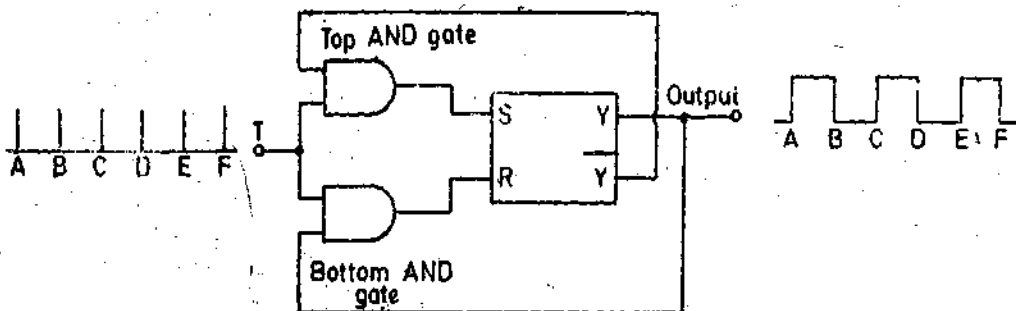 Top AND gate
A B C D E F
T
S Y
R Y̅
Output
A B C D E F
Bottom AND
gate